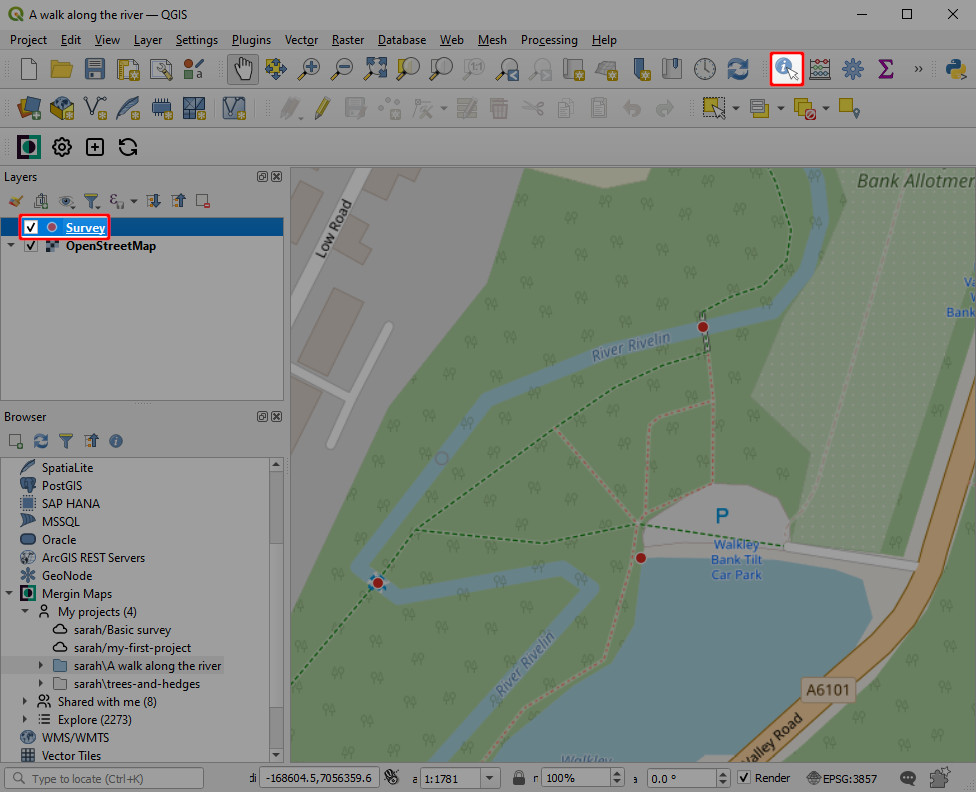 A walk along the river — QGIS
Project Edit View Layer Settings Plugins Vector Raster Database Web Mesh Processing Help
Layers
Survey
OpenStreetMap
Browser
SpatiaLite
PostGIS
SAP HANA
MSSQL
Oracle
ArcGIS REST Servers
GeoNode
Mergin Maps
My projects (4)
sarah/Basic survey
sarah/my-first-project
sarah\A walk along the river
sarah\trees-and-hedges
Shared with me (8)
Explore (2273)
WMS/WMTS
Vector Tiles
Bank Allotmen
Low Road
River Rivelin
Bank
P
Walkley
Bank Tilt
Car Park
River Rivelin
A6101
Valley Road
Walkley
Type to locate (Ctrl+K)
di -168604.5,7056359.6 a 1:1781 r 100% a 0.0 ° Render EPSG:3857